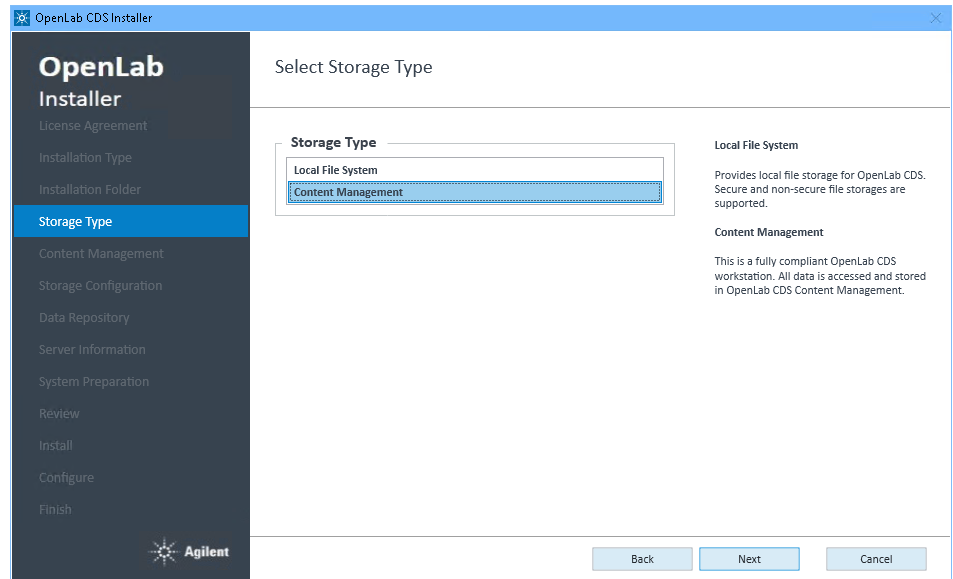 OpenLab CDS Installer
OpenLab
Installer
License Agreement
Installation Type
Installation Folder
Storage Type
Content Management
Storage Configuration
Data Repository
Server Information
System Preparation
Review
Install
Configure
Finish
Agilent
Select Storage Type
Storage Type
Local File System
Content Management
Local File System
Provides local file storage for OpenLab CDS.
Secure and non-secure file storages are
supported.
Content Management
This is a fully compliant OpenLab CDS
workstation. All data is accessed and stored
in OpenLab CDS Content Management.
Back
Next
Cancel